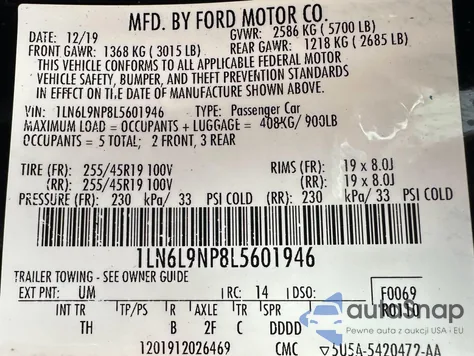 MFD. BY FORD MOTOR CO.
DATE: 12/19 GVWR: 2586 KG ( 5700 LB)
FRONT GAWR: 1368 KG ( 3015 LB) REAR GAWR: 1218 KG ( 2685 LB)
THIS VEHICLE CONFORMS TO ALL APPLICABLE FEDERAL MOTOR
VEHICLE SAFETY, BUMPER, AND THEFT PREVENTION STANDARDS
IN EFFECT ON THE DATE OF MANUFACTURE SHOWN ABOVE.
VIN: 1LN6L9NP8L5601946 TYPE: Passenger Car
MAXIMUM LOAD = OCCUPANTS + LUGGAGE = 408KG/ 900LB
OCCUPANTS = 5 TOTAL; 2 FRONT, 3 REAR
TIRE (FR): 255/45R19 100V RIMS (FR): 19 x 8.0J
(RR): 255/45R19 100V (RR): 19 x 8.0J
PRESSURE (FR): 230 kPa/ 33 PSI COLD (RR): 230 kPa/ 33 PSI COLD
1LN6L9NP8L5601946
TRAILER TOWING - SEE OWNER GUIDE
EXT PNT: UM RC: 14 DSO: F0069
INT TR TP/PS R AXLE TR SPR R0110
TH B 2F C DDDD
1201912026469 CMC 5U5A-5420472-AA
autoAstap
Pewne auta z aukcji USA - EU